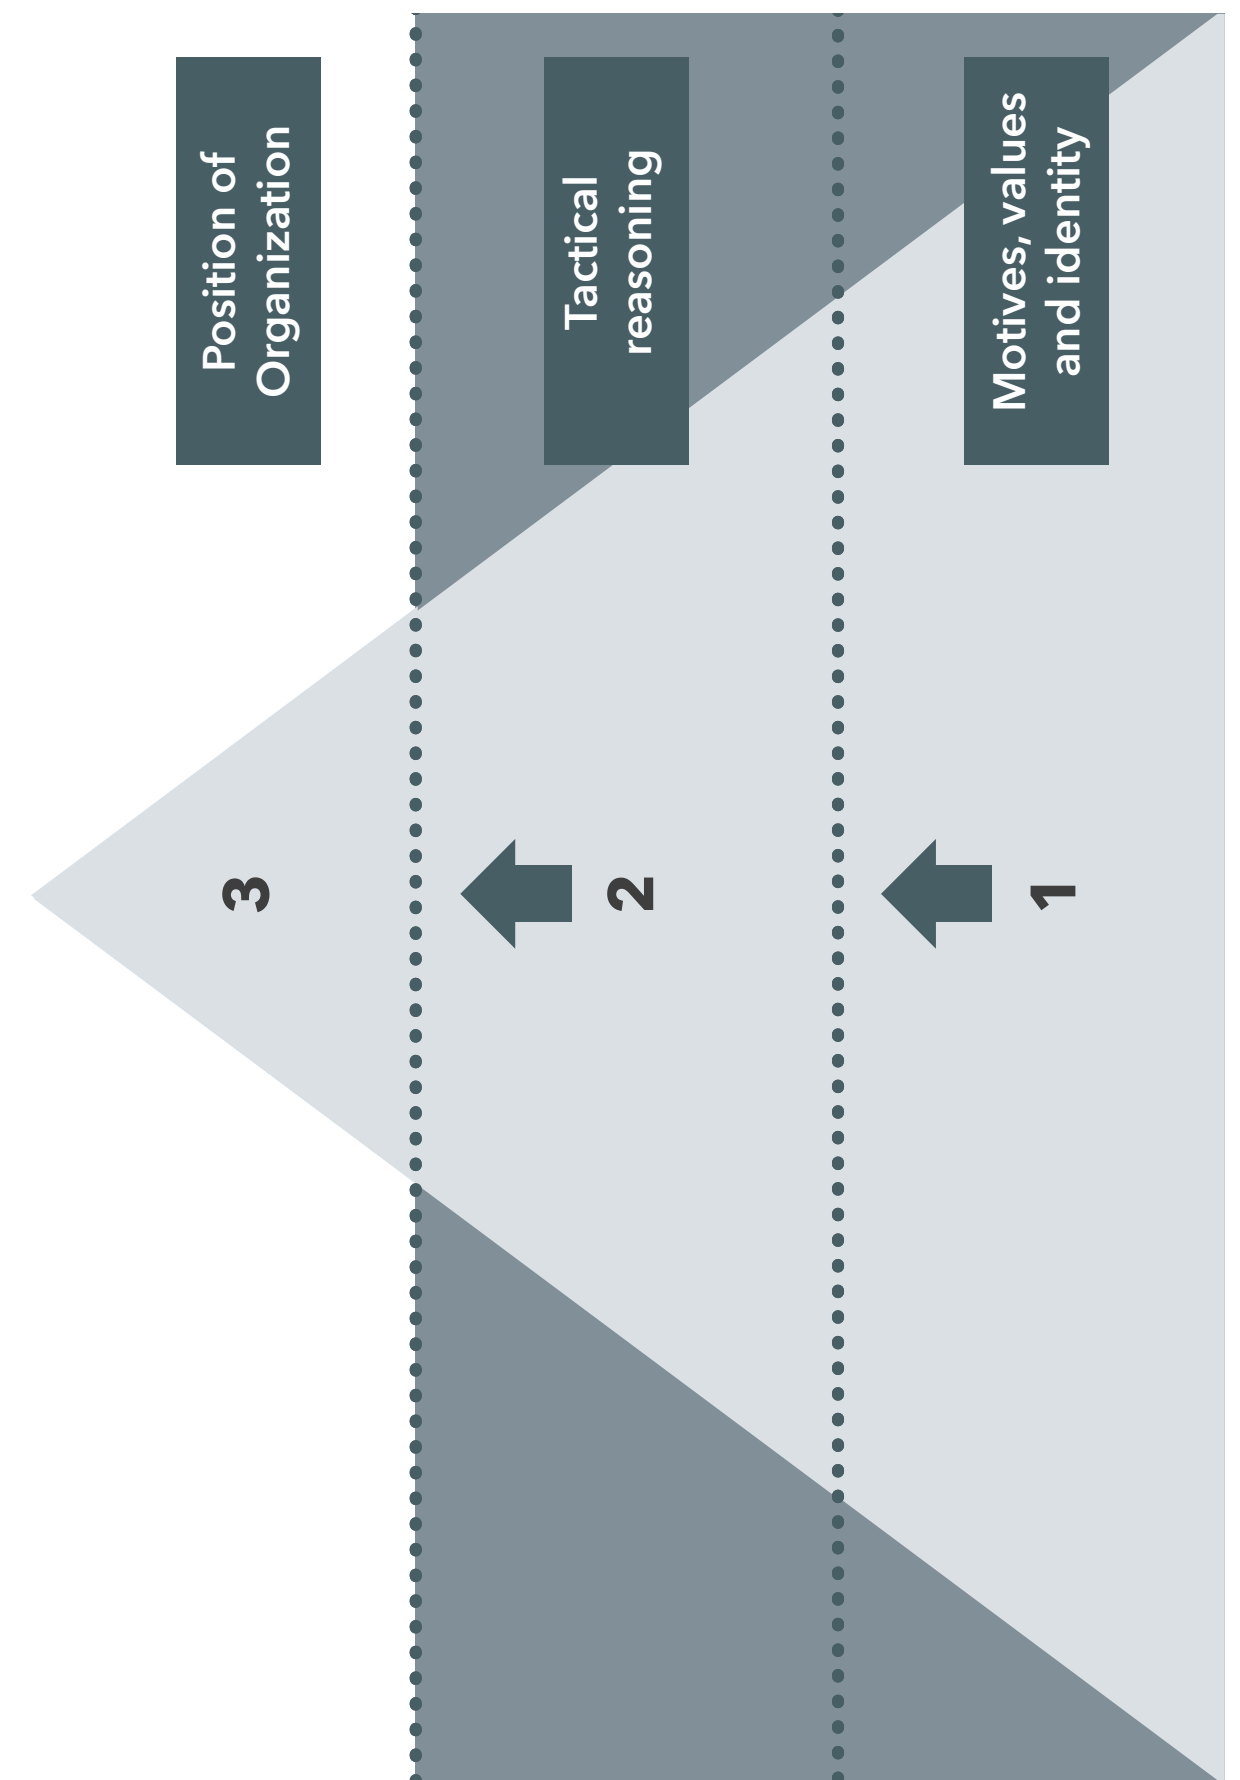 Position of
Organization
3
Tactical
reasoning
2
Motives, values
and identity
1